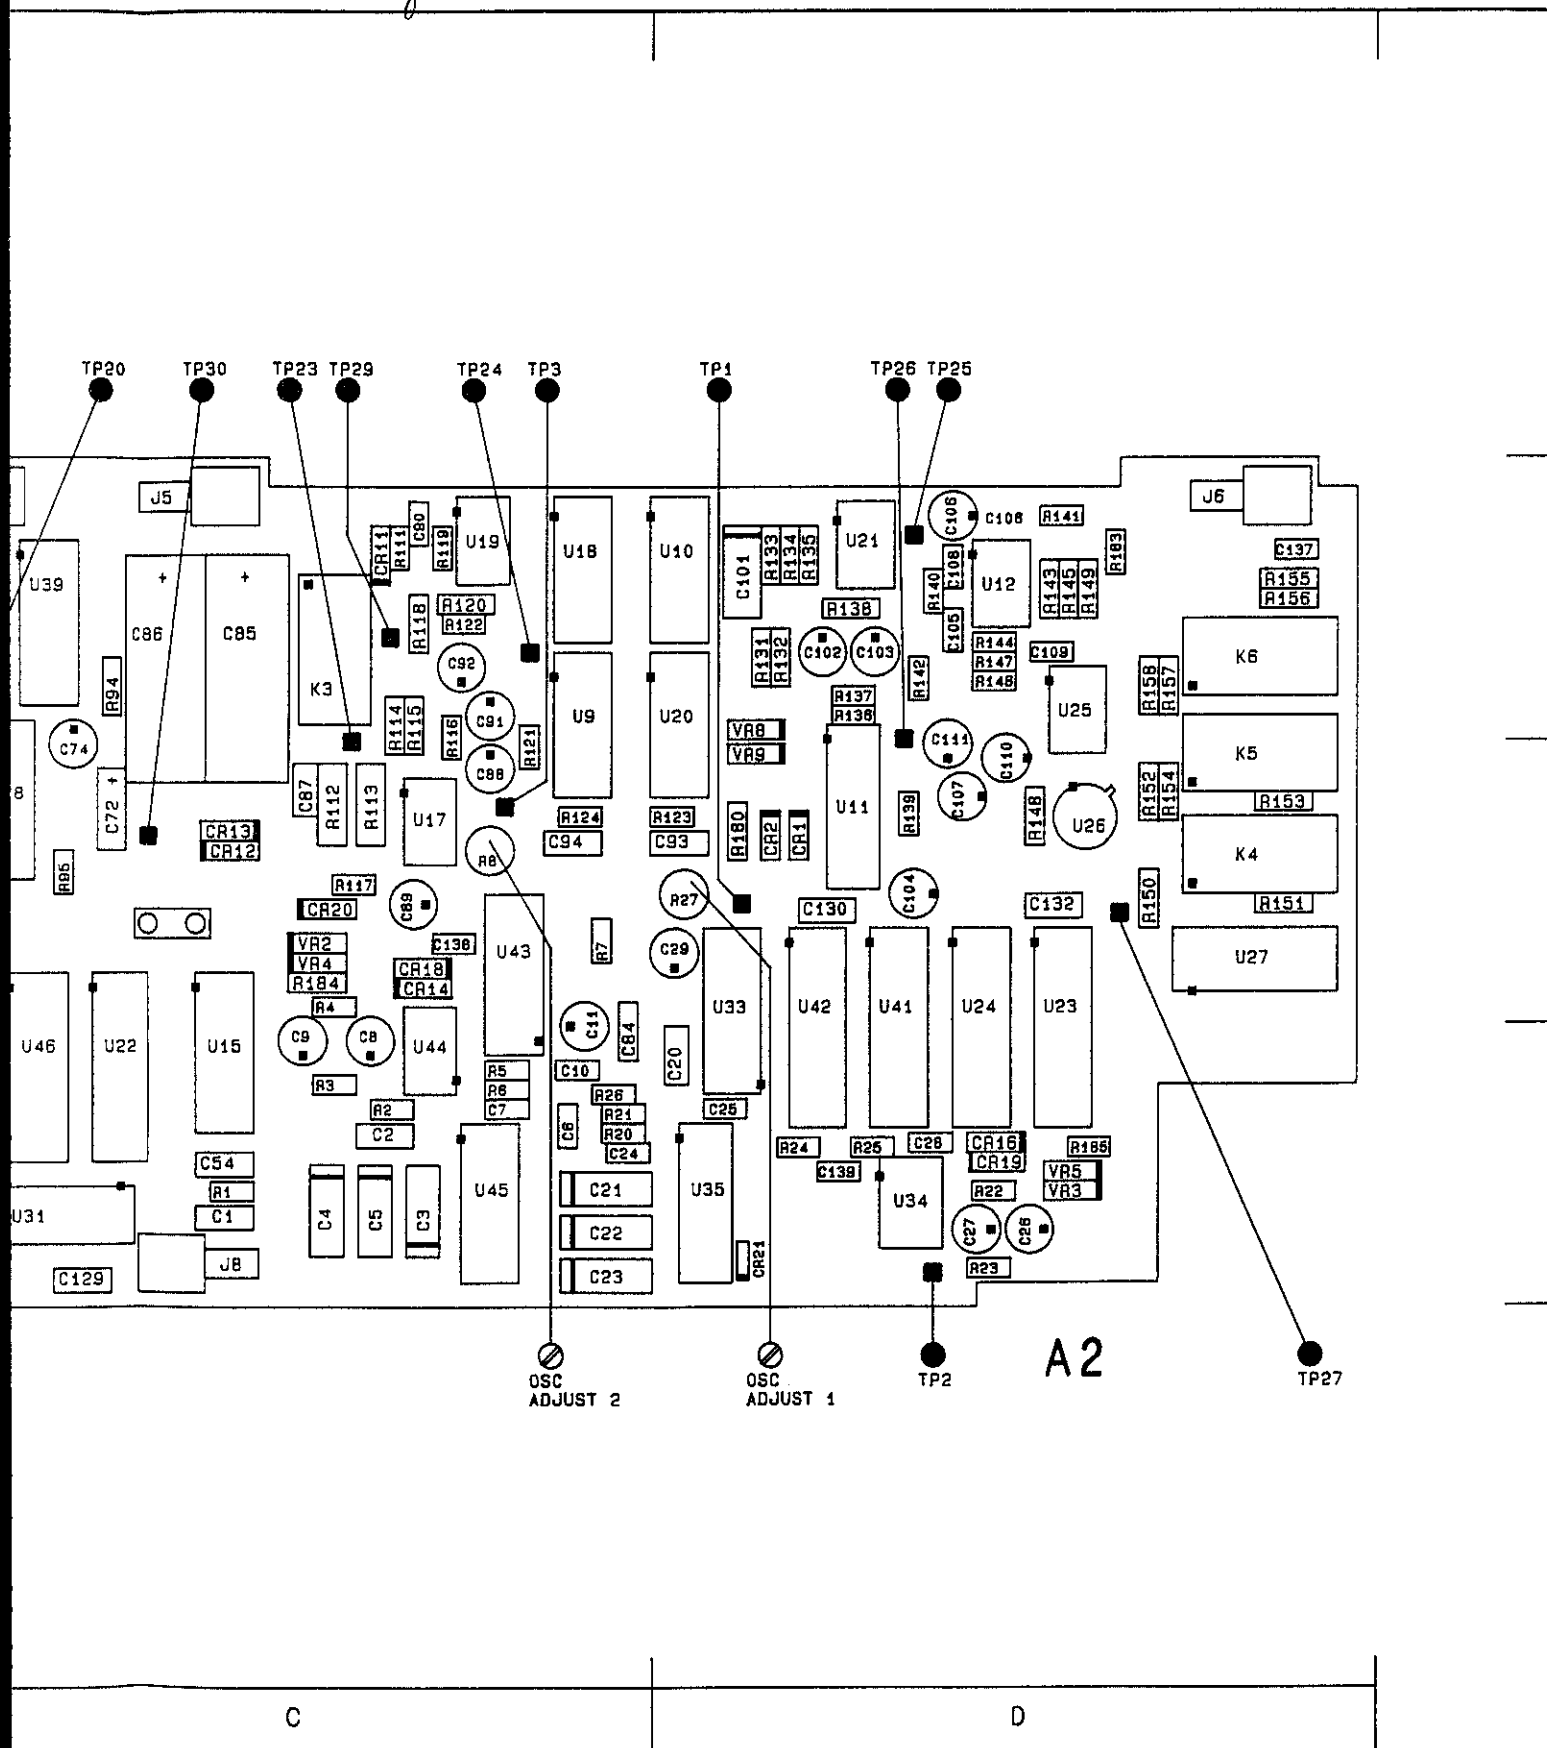 TP20 TP30 TP23 TP29 TP24 TP3 TP1 TP26 TP25
J5 J6
U39 C86 C85 K3 CR11 R111 C90 R119 U19 U18 U10 C101 R133 R134 R135 U21 C106 C106 R141 R183 C137
R155
R156
R118 R120
R122
R138 R140 C108 C105 U12 R143 R145 R149
R94 C92 R131 R132 C102 C103 R142 R144
R147
R146
C109 K6
R158 R157
R114 R115 R116 C91 R121 U9 U20 R137
R136
U25
C74 C88 VR8
VR9
C111 C110 K5
8 C72 + C87 R112 R113 U17 R124 R123 R180 CR2 CR1 U11 R139 C107 R148 U26 R152 R154 R153
CR13
CR12
C94 C93 K4
R95 R6 R117 CR20 C89 R27 C104 C130 C132 R150 R151
VR2
VR4
R184
R4
C138 U43 R7 C29 U27
CR18
CR14
U46 U22 U15 C9 C8 U44 C11 C84 C20 U33 U42 U41 U24 U23
R3 R5
R6
C7
C10
R2
C2
C6 R26
R21
R20
C24
C25
R24 R25 C28 CR16
CR19
R185
C54
R1
C1
C139 VR5
VR3
U31 C4 C5 C3 U45 C21 U35 U34 R22
C22 C27 C26
C129 J8 C23 CR21 R23
OSC
ADJUST 2
OSC
ADJUST 1
TP2 A2 TP27
C D